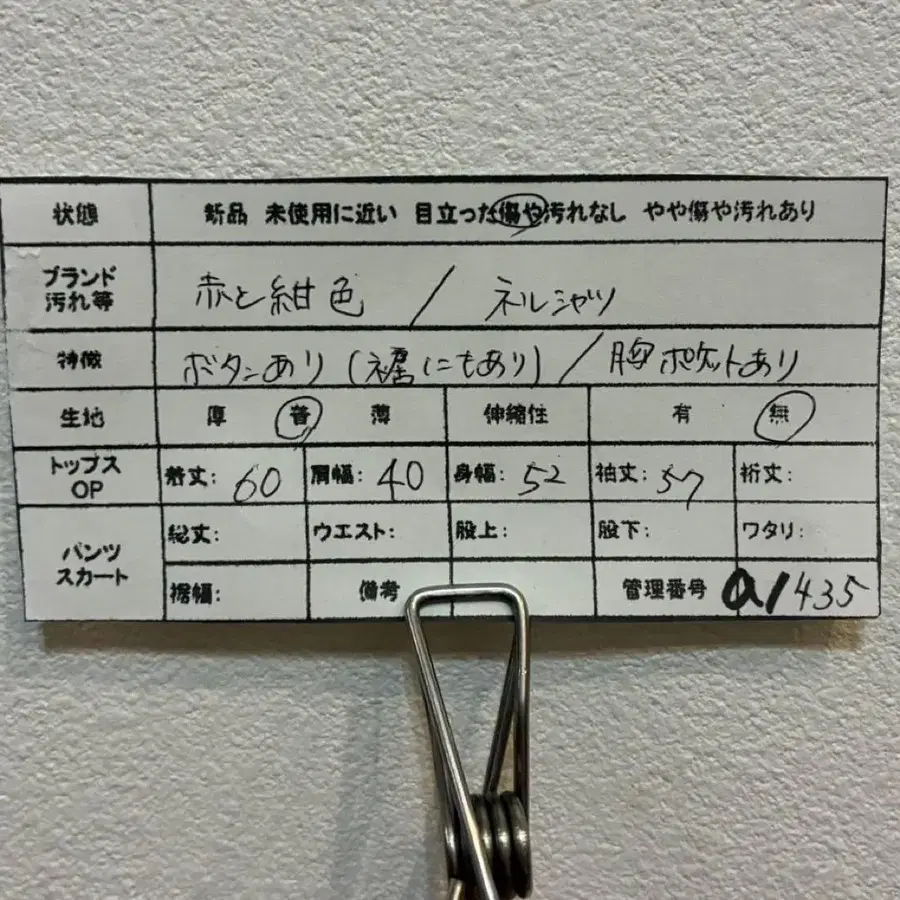 状態 新品 未使用に近い 目立った傷や汚れなし やや傷や汚れあり
ブランド 汚れ等 赤と紺色 / ネルシャツ
特徴 ボタンあり(裾にもあり) / 胸ポケットあり
生地 厚 普 薄 伸縮性 有 無
トップス OP 着丈: 60 肩幅: 40 身幅: 52 袖丈: 57 裄丈:
パンツ スカート 総丈: ウエスト: 股上: 股下: ワタリ:
裾幅: 備考 管理番号 a1435